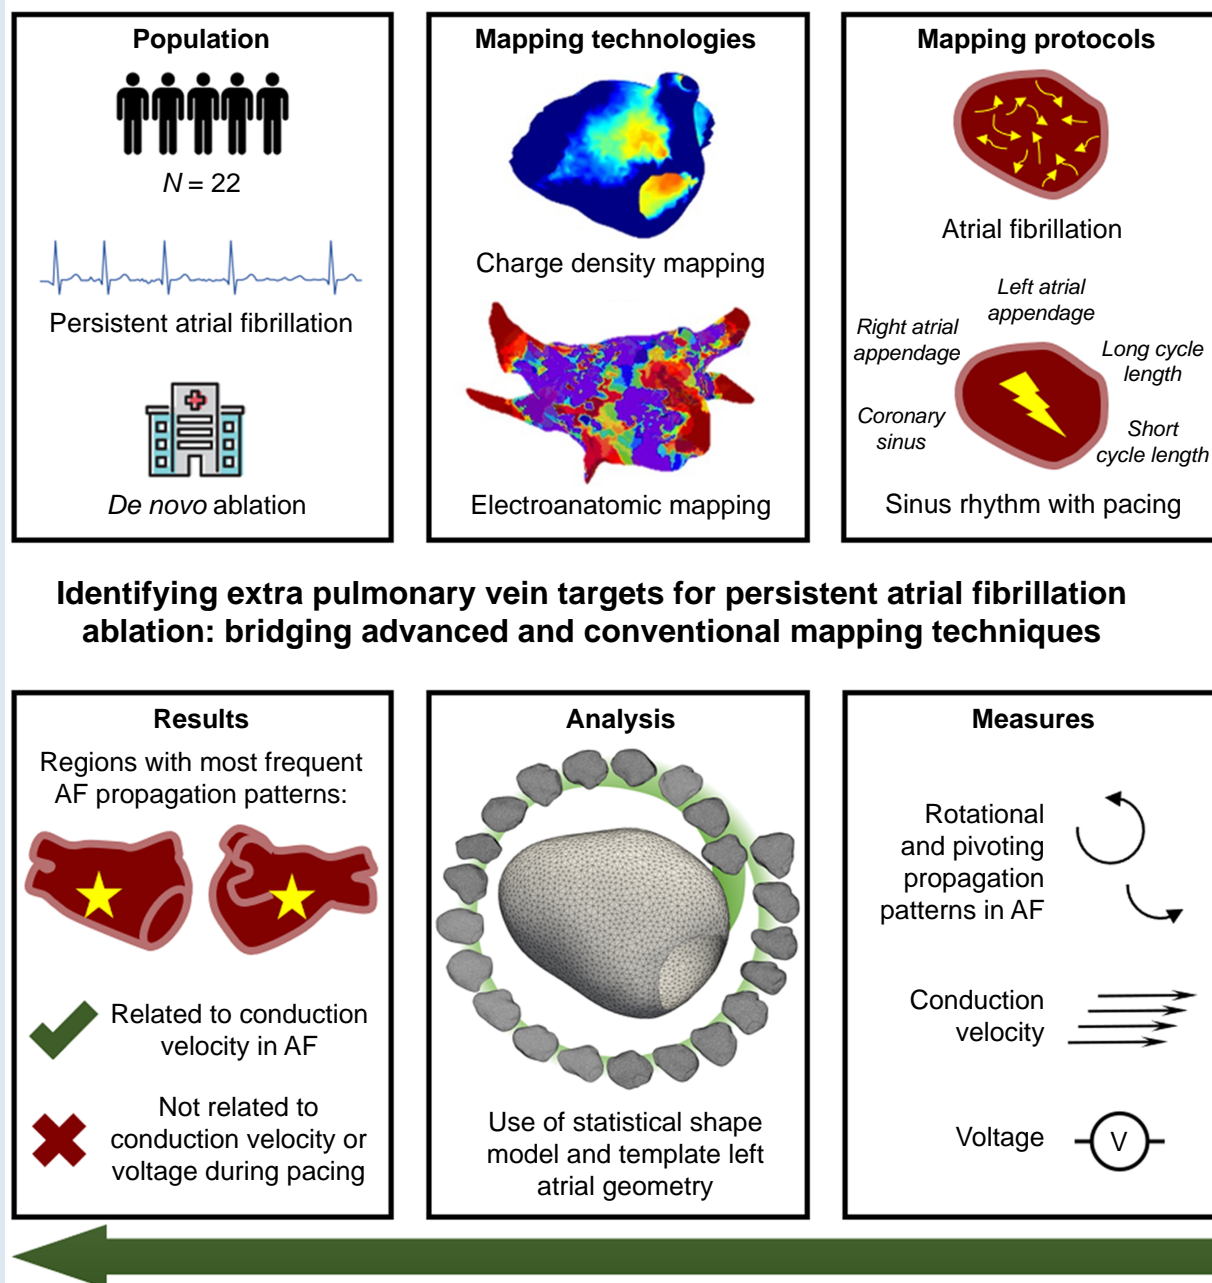 Population
N = 22
Persistent atrial fibrillation
De novo ablation
Mapping technologies
Charge density mapping
Electroanatomic mapping
Mapping protocols
Atrial fibrillation
Left atrial
appendage
Right atrial
appendage
Long cycle
length
Coronary
sinus
Short
cycle length
Sinus rhythm with pacing
Identifying extra pulmonary vein targets for persistent atrial fibrillation
ablation: bridging advanced and conventional mapping techniques
Results
Regions with most frequent
AF propagation patterns:
Related to conduction
velocity in AF
Not related to
conduction velocity or
voltage during pacing
Analysis
Use of statistical shape
model and template left
atrial geometry
Measures
Rotational
and pivoting
propagation
patterns in AF
Conduction
velocity
Voltage
V